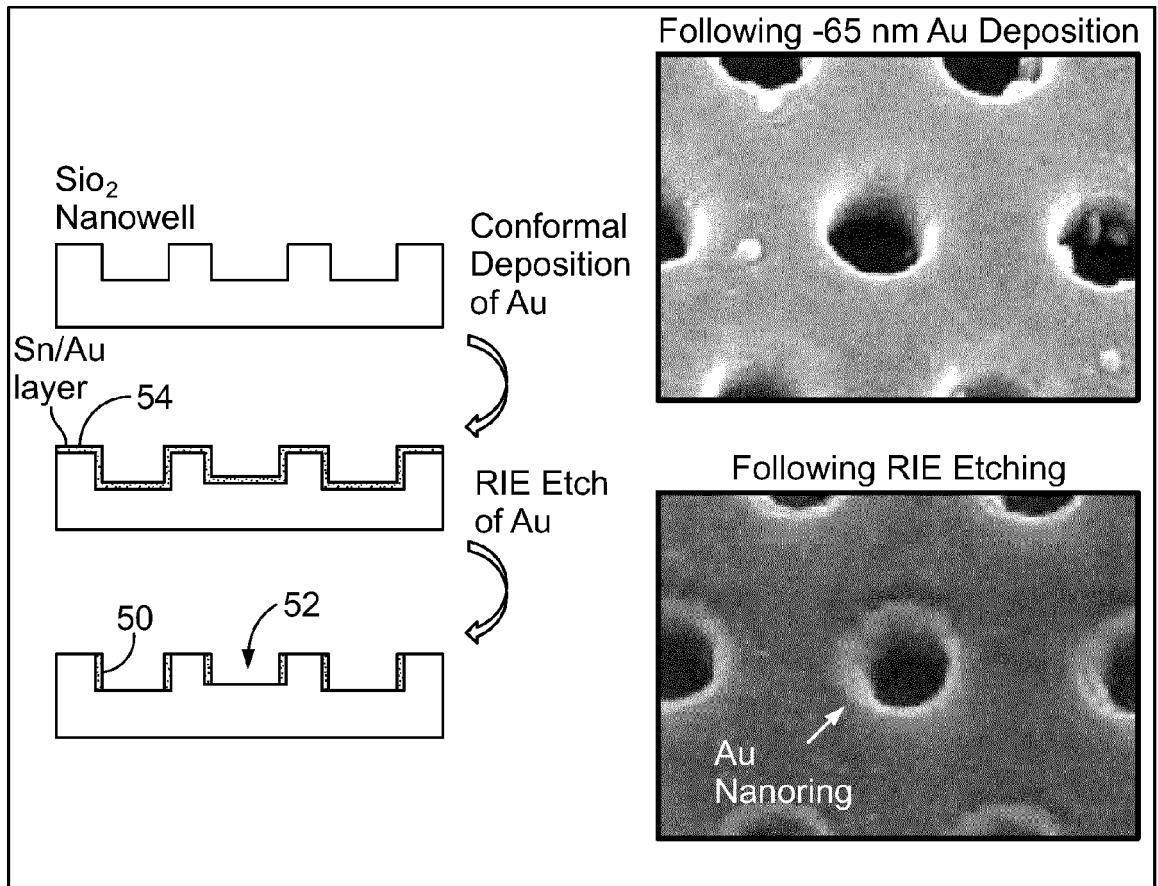 Following -65 nm Au Deposition
Sio₂
Nanowell
Conformal
Deposition
of Au
Sn/Au
layer
54
RIE Etch
of Au
50
52
Following RIE Etching
Au
Nanoring